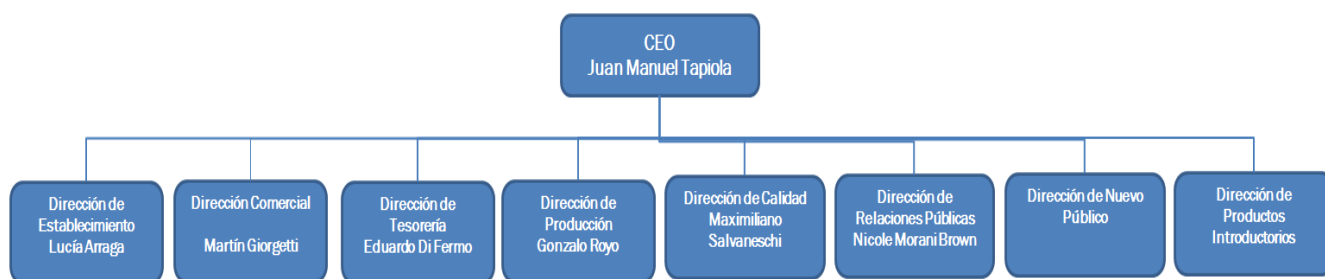 CEO
Juan Manuel Tapiola
Dirección de
Establecimiento
Lucía Arraga
Dirección Comercial
Martín Giorgetti
Dirección de
Tesorería
Eduardo Di Fermo
Dirección de
Producción
Gonzalo Royo
Dirección de Calidad
Maximiliano
Salvaneschi
Dirección de
Relaciones Públicas
Nicole Morani Brown
Dirección de Nuevo
Público
Dirección de
Productos
Introductorios